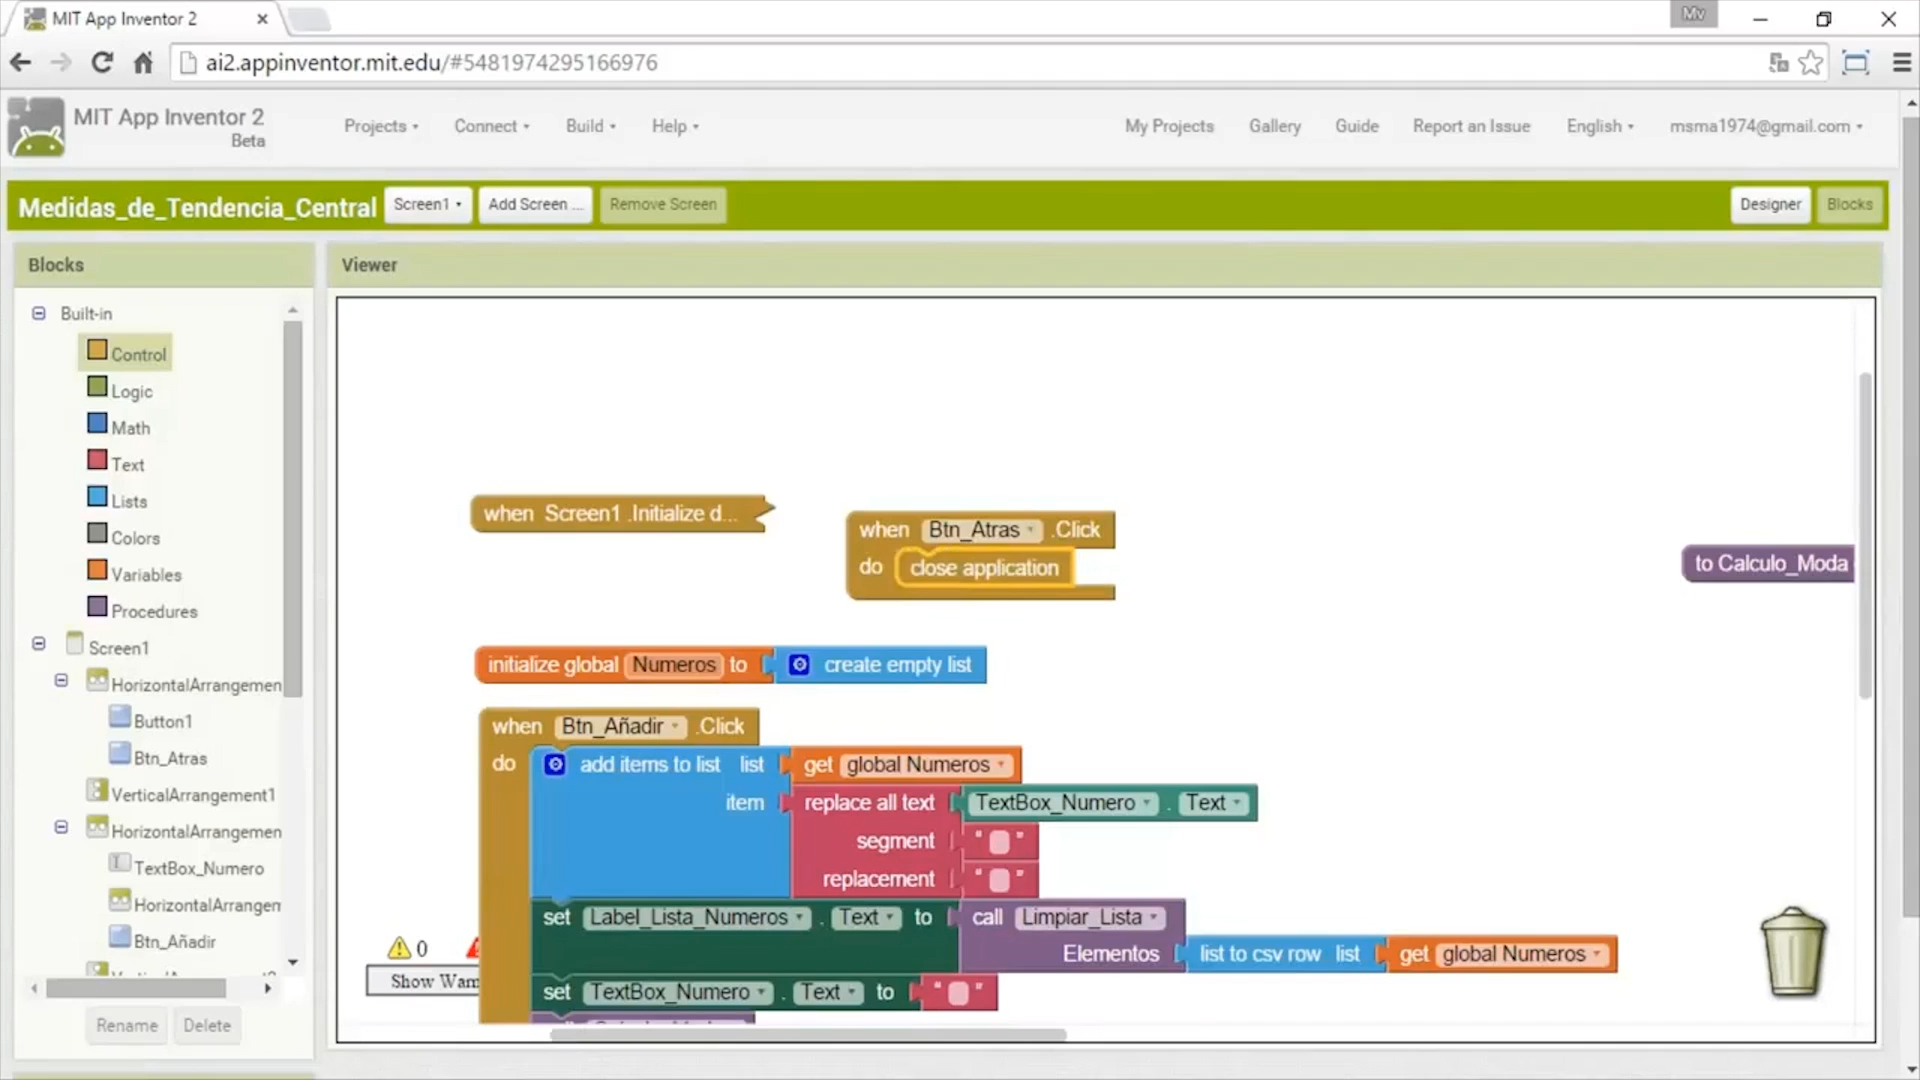 MIT App Inventor 2
Mv
ai2.appinventor.mit.edu/#5481974295166976
MIT App Inventor 2
Beta
Projects
Connect
Build
Help
My Projects
Gallery
Guide
Report an Issue
English
msma1974@gmail.com
Medidas_de_Tendencia_Central
Screen1
Add Screen ...
Remove Screen
Designer
Blocks
Blocks
Viewer
Built-in
Control
Logic
Math
Text
Lists
Colors
Variables
Procedures
Screen1
HorizontalArrangemen
Button1
Btn_Atras
VerticalArrangement1
HorizontalArrangemen
TextBox_Numero
HorizontalArrangem
Btn_Añadir
Rename
Delete
when Screen1 .Initialize d...
when Btn_Atras .Click
do close application
to Calculo_Moda
initialize global Numeros to create empty list
when Btn_Añadir .Click
do add items to list list get global Numeros
item replace all text TextBox_Numero . Text
segment " "
replacement " "
set Label_Lista_Numeros . Text to call Limpiar_Lista
Elementos list to csv row list get global Numeros
set TextBox_Numero . Text to " "
0
Show Warn